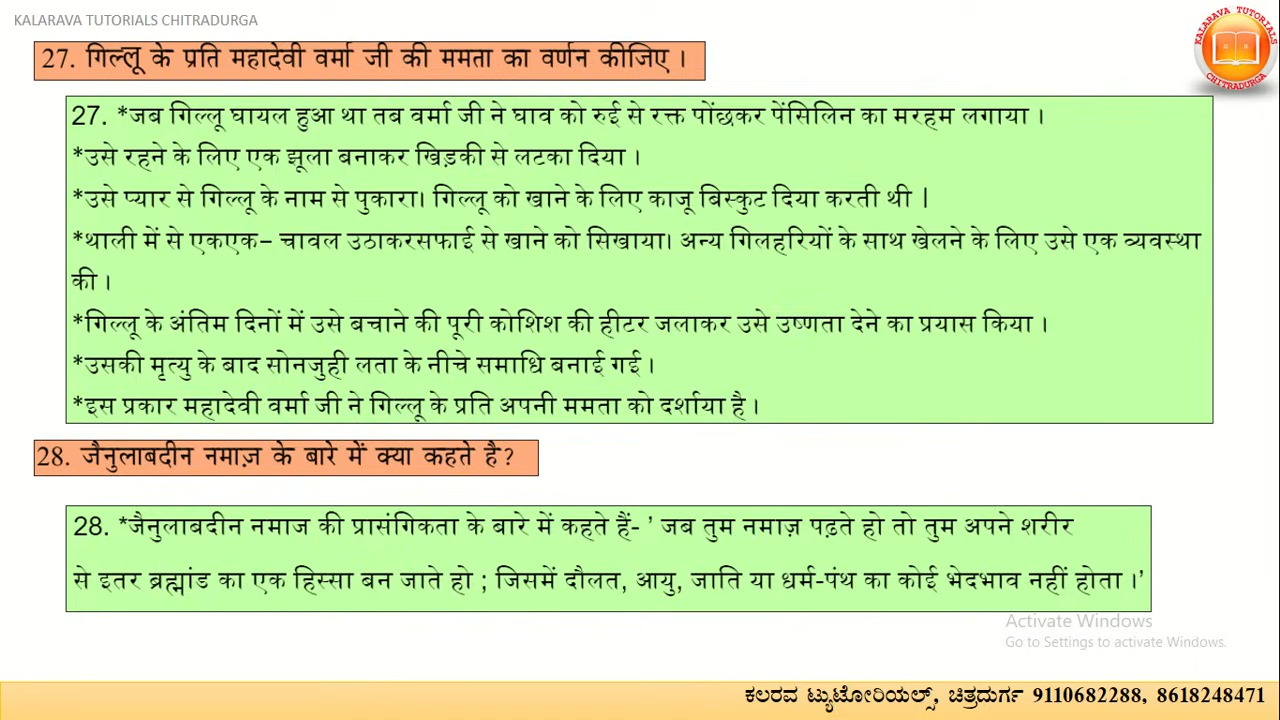 KALARAVA TUTORIALS CHITRADURGA
KALARAVA TUTORIALS
CHITRADURGA
27. गिल्लू के प्रति महादेवी वर्मा जी की ममता का वर्णन कीजिए ।
27. *जब गिल्लू घायल हुआ था तब वर्मा जी ने घाव को रुई से रक्त पोंछकर पेंसिलिन का मरहम लगाया ।
*उसे रहने के लिए एक झूला बनाकर खिड़की से लटका दिया ।
*उसे प्यार से गिल्लू के नाम से पुकारा। गिल्लू को खाने के लिए काजू बिस्कुट दिया करती थी |
*थाली में से एकएक– चावल उठाकरसफाई से खाने को सिखाया। अन्य गिलहरियों के साथ खेलने के लिए उसे एक व्यवस्था
की ।
*गिल्लू के अंतिम दिनों में उसे बचाने की पूरी कोशिश की हीटर जलाकर उसे उष्णता देने का प्रयास किया ।
*उसकी मृत्यु के बाद सोनजुही लता के नीचे समाधि बनाई गई ।
*इस प्रकार महादेवी वर्मा जी ने गिल्लू के प्रति अपनी ममता को दर्शाया है ।
28. जैनुलाबदीन नमाज़ के बारे में क्या कहते है?
28. *जैनुलाबदीन नमाज की प्रासंगिकता के बारे में कहते हैं- ’ जब तुम नमाज़ पढ़ते हो तो तुम अपने शरीर
से इतर ब्रह्मांड का एक हिस्सा बन जाते हो ; जिसमें दौलत, आयु, जाति या धर्म-पंथ का कोई भेदभाव नहीं होता ।’
Activate Windows
Go to Settings to activate Windows.
ಕಲರವ ಟ್ಯುಟೋರಿಯಲ್ಸ್, ಚಿತ್ರದುರ್ಗ 9110682288, 8618248471